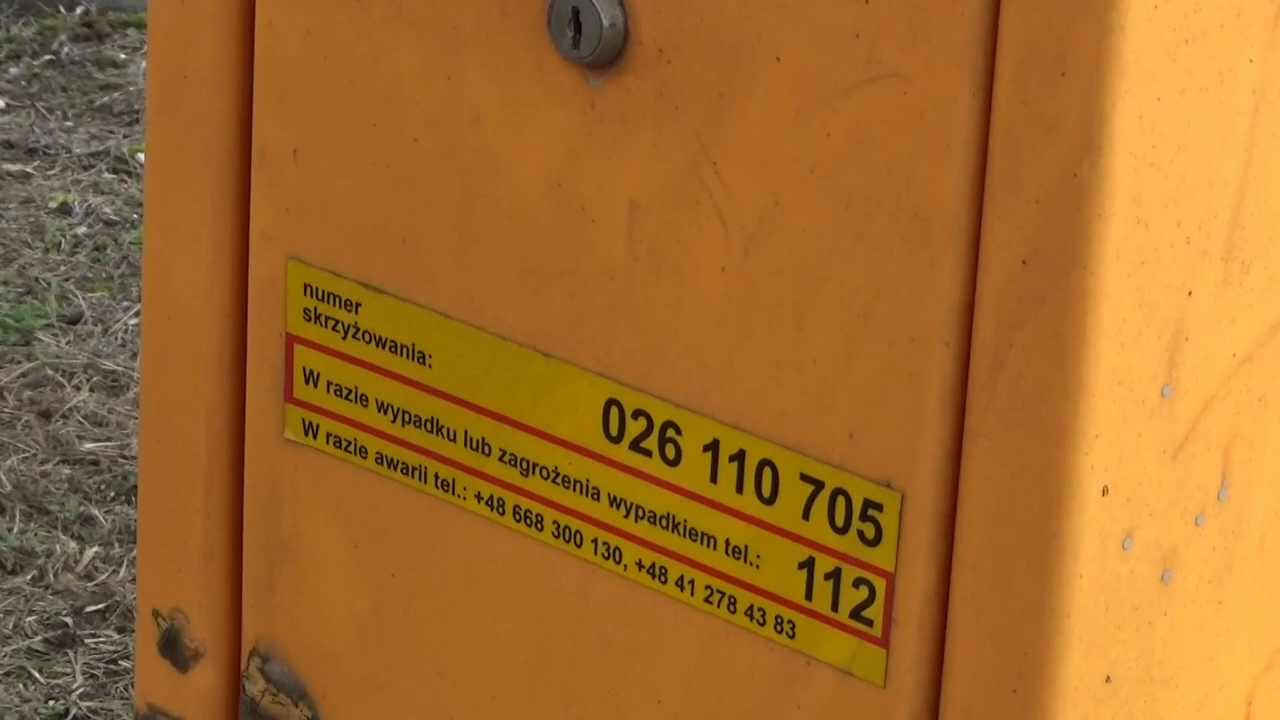 numer
skrzyżowania:
026 110 705
W razie wypadku lub zagrożenia wypadkiem tel.: 112
W razie awarii tel.: +48 668 300 130, +48 41 278 43 83